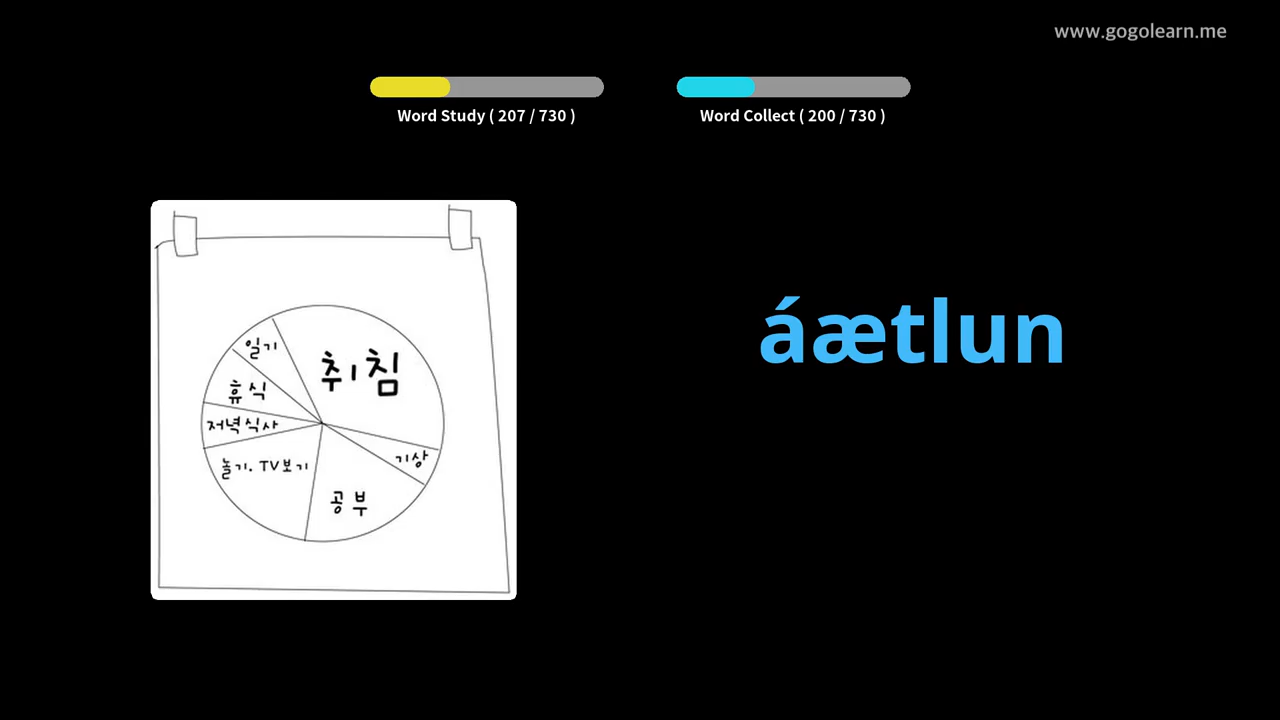 www.gogolearn.me
Word Study ( 207 / 730 )
Word Collect ( 200 / 730 )
áætlun
일기
취침
휴식
저녁식사
놀기. TV보기
기상
공부